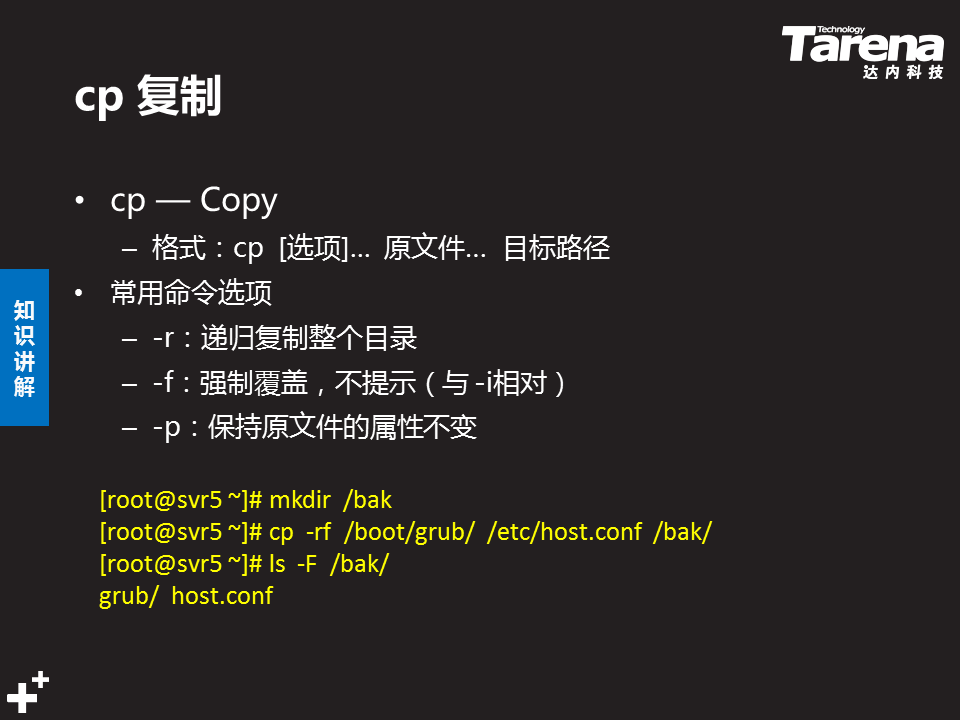 Technology
Tarena
达内科技
cp 复制
• cp — Copy
– 格式：cp [选项]… 原文件… 目标路径
• 常用命令选项
– -r：递归复制整个目录
– -f：强制覆盖，不提示（与 -i相对）
– -p：保持原文件的属性不变
知识讲解
[root@svr5 ~]# mkdir /bak
[root@svr5 ~]# cp -rf /boot/grub/ /etc/host.conf /bak/
[root@svr5 ~]# ls -F /bak/
grub/ host.conf